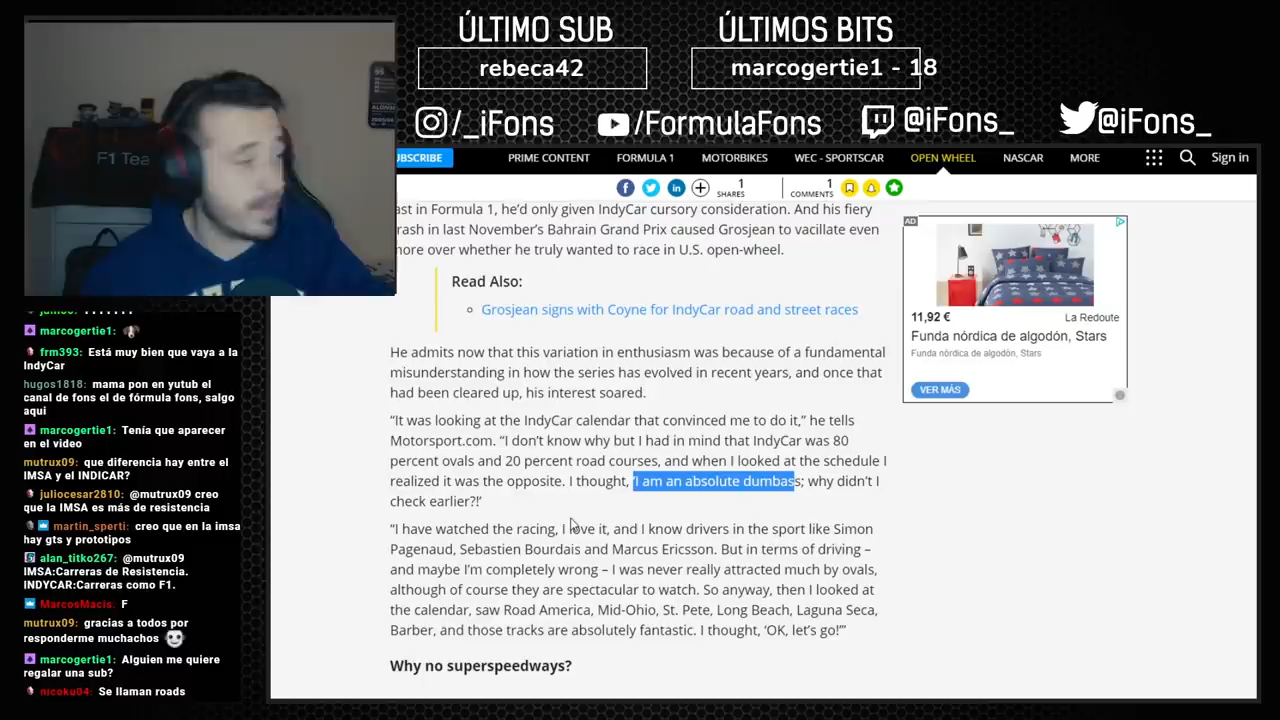 ÚLTIMO SUB
rebeca42
ÚLTIMOS BITS
marcogertie1 - 18
/_iFons
/FormulaFons
@iFons_
@iFons_
F1 Tea
UBSCRIBE
PRIME CONTENT
FORMULA 1
MOTORBIKES
WEC - SPORTSCAR
OPEN WHEEL
NASCAR
MORE
Sign in
1
SHARES
1
COMMENTS
ast in Formula 1, he’d only given IndyCar cursory consideration. And his fiery
rash in last November’s Bahrain Grand Prix caused Grosjean to vacillate even
more over whether he truly wanted to race in U.S. open-wheel.
Read Also:
Grosjean signs with Coyne for IndyCar road and street races
He admits now that this variation in enthusiasm was because of a fundamental
misunderstanding in how the series has evolved in recent years, and once that
had been cleared up, his interest soared.
“It was looking at the IndyCar calendar that convinced me to do it,” he tells
Motorsport.com. “I don’t know why but I had in mind that IndyCar was 80
percent ovals and 20 percent road courses, and when I looked at the schedule I
realized it was the opposite. I thought, ‘I am an absolute dumbass; why didn’t I
check earlier?!’
“I have watched the racing, I love it, and I know drivers in the sport like Simon
Pagenaud, Sebastien Bourdais and Marcus Ericsson. But in terms of driving –
and maybe I’m completely wrong – I was never really attracted much by ovals,
although of course they are spectacular to watch. So anyway, then I looked at
the calendar, saw Road America, Mid-Ohio, St. Pete, Long Beach, Laguna Seca,
Barber, and those tracks are absolutely fantastic. I thought, ‘OK, let’s go!’”
Why no superspeedways?
AD
11,92 €
La Redoute
Funda nórdica de algodón, Stars
Funda nórdica de algodón, Stars
VER MÁS
marcogertie1:
frm393: Está muy bien que vaya a la
IndyCar
hugos1818: mama pon en yutub el
canal de fons el de fórmula fons, salgo
aqui
marcogertie1: Tenía que aparecer
en el video
mutrux09: que diferencia hay entre el
IMSA y el INDICAR?
juliocesar2810: @mutrux09 creo
que la IMSA es más de resistencia
martin_sperti: creo que en la imsa
hay gts y prototipos
alan_titko267: @mutrux09
IMSA:Carreras de Resistencia.
INDYCAR:Carreras como F1.
MarcosMacis: F
mutrux09: gracias a todos por
responderme muchachos
marcogertie1: Alguien me quiere
regalar una sub?
nicoku04: Se llaman roads